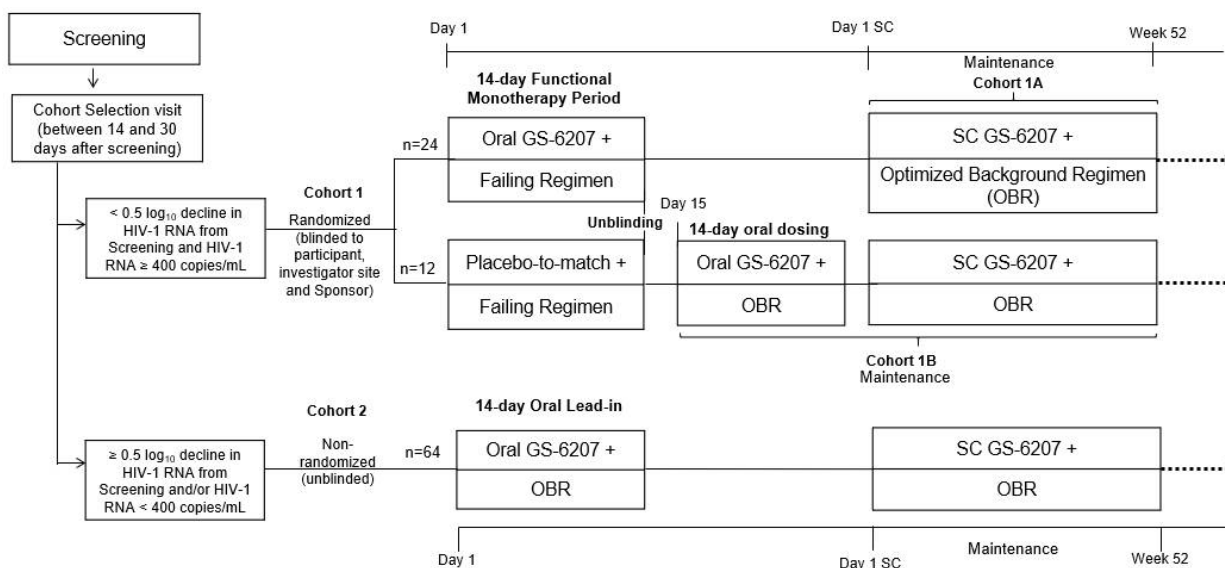 Screening
Cohort Selection visit
(between 14 and 30
days after screening)
Day 1
Day 1 SC
Week 52
Maintenance
14-day Functional
Monotherapy Period
Cohort 1A
n=24
Oral GS-6207 +
Failing Regimen
SC GS-6207 +
Optimized Background Regimen
(OBR)
< 0.5 log₁₀ decline in
HIV-1 RNA from
Screening and HIV-1
RNA ≥ 400 copies/mL
Cohort 1
Randomized
(blinded to
participant,
investigator site
and Sponsor)
Unblinding
Day 15
14-day oral dosing
n=12
Placebo-to-match +
Failing Regimen
Oral GS-6207 +
OBR
SC GS-6207 +
OBR
Cohort 1B
Maintenance
≥ 0.5 log₁₀ decline in
HIV-1 RNA from
Screening and/or HIV-1
RNA < 400 copies/mL
Cohort 2
Non-
randomized
(unblinded)
14-day Oral Lead-in
n=64
Oral GS-6207 +
OBR
SC GS-6207 +
OBR
Day 1
Day 1 SC
Maintenance
Week 52